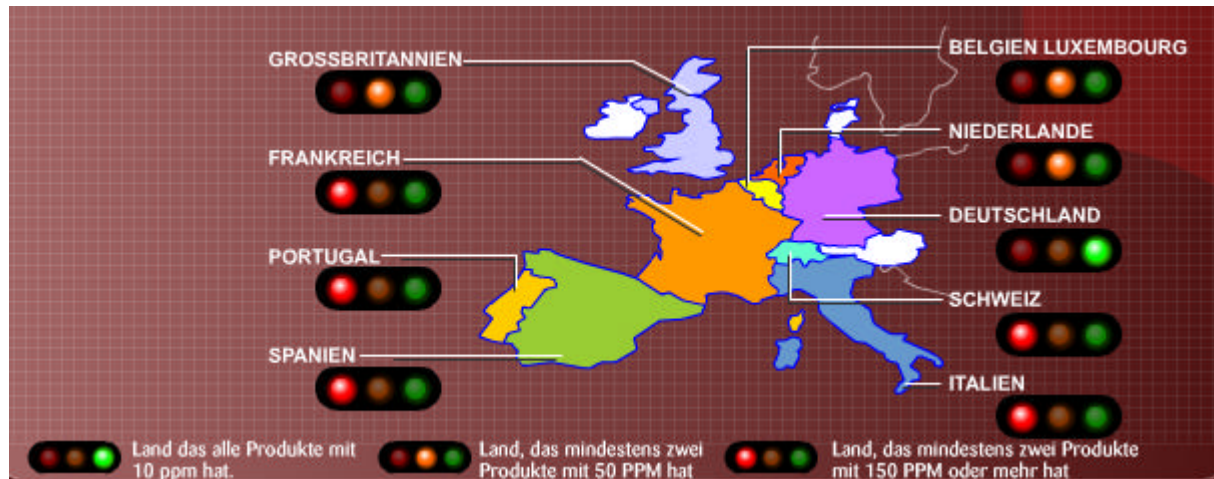 GROSSBRITANNIEN
FRANKREICH
PORTUGAL
SPANIEN
BELGIEN LUXEMBOURG
NIEDERLANDE
DEUTSCHLAND
SCHWEIZ
ITALIEN
Land das alle Produkte mit
10 ppm hat.
Land, das mindestens zwei
Produkte mit 50 PPM hat
Land, das mindestens zwei Produkte
mit 150 PPM oder mehr hat